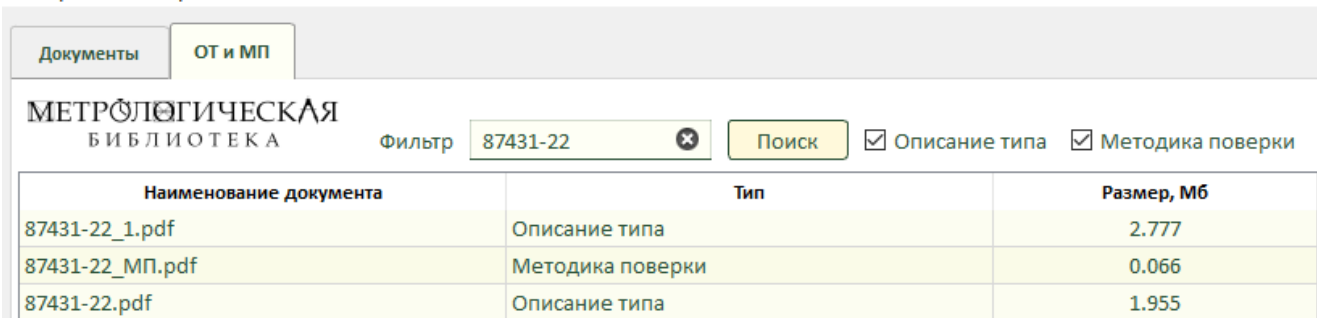 Документы ОТ и МП
МЕТРОЛОГИЧЕСКАЯ
БИБЛИОТЕКА
Фильтр 87431-22 Поиск Описание типа Методика поверки
Наименование документа Тип Размер, Мб
87431-22_1.pdf Описание типа 2.777
87431-22_МП.pdf Методика поверки 0.066
87431-22.pdf Описание типа 1.955